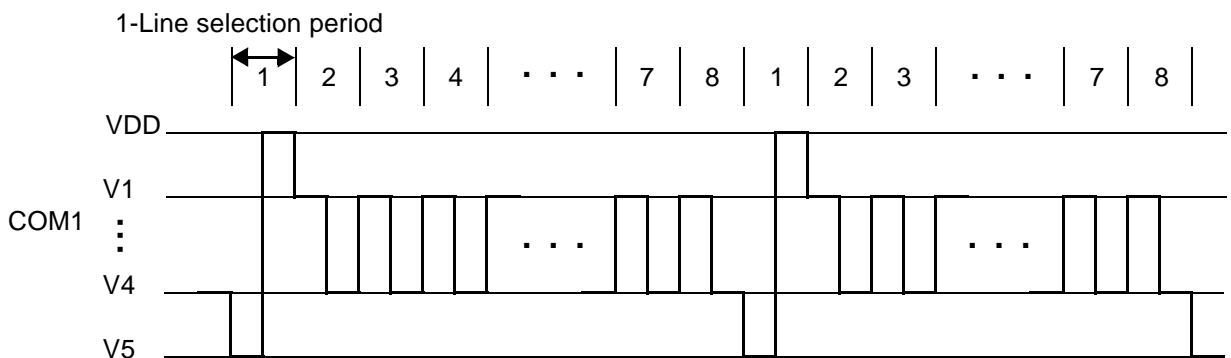 1-Line selection period
1 2 3 4 · · · 7 8 1 2 3 · · · 7 8
VDD
V1
COM1
· · · · · ·
V4
V5